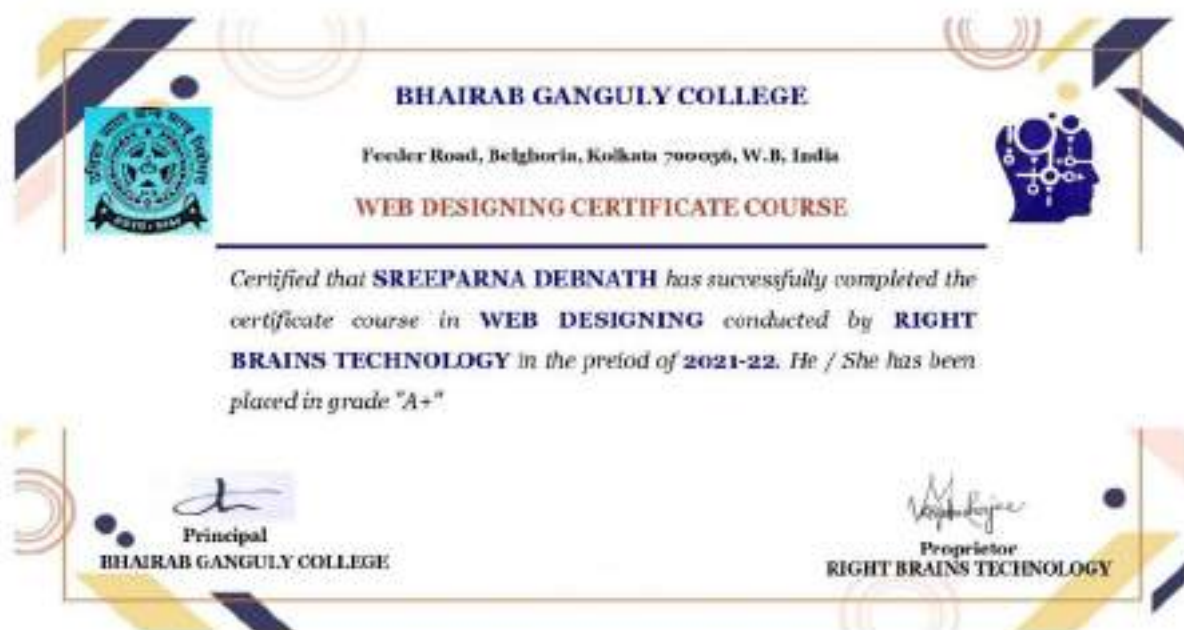 BHAIRAB GANGULY COLLEGE
Feeder Road, Belghoria, Kolkata 700056, W.B, India
WEB DESIGNING CERTIFICATE COURSE
Certified that SREEPARNA DEBNATH has successfully completed the
certificate course in WEB DESIGNING conducted by RIGHT
BRAINS TECHNOLOGY in the preiod of 2021-22. He / She has been
placed in grade "A+"
Principal
BHAIRAB GANGULY COLLEGE
Proprietor
RIGHT BRAINS TECHNOLOGY